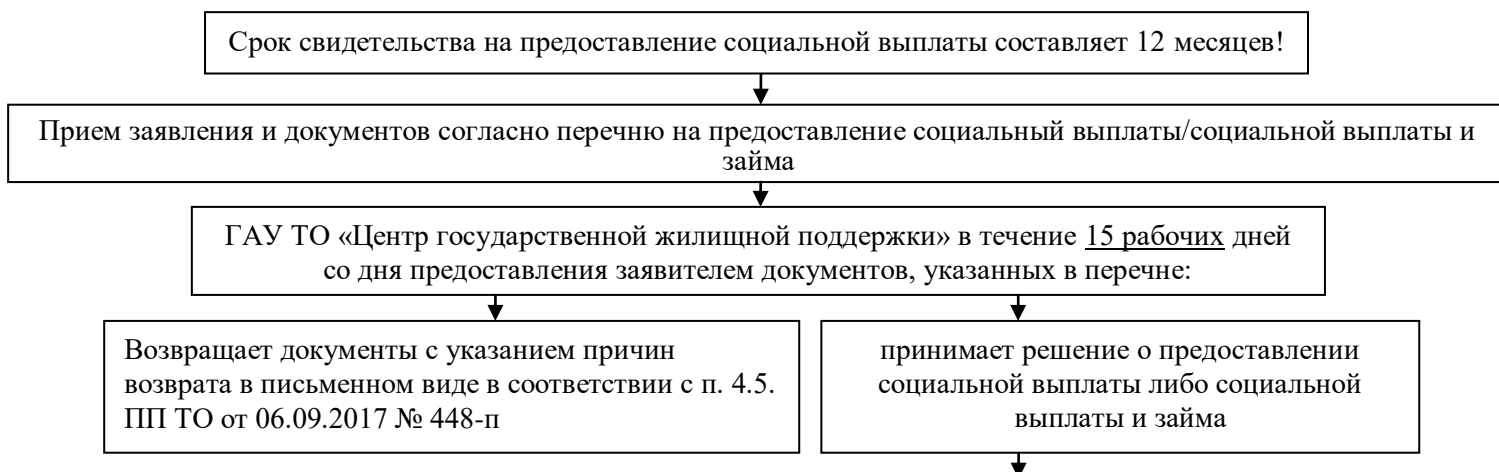 Срок свидетельства на предоставление социальной выплаты составляет 12 месяцев!
Прием заявления и документов согласно перечню на предоставление социальный выплаты/социальной выплаты и
займа
ГАУ ТО «Центр государственной жилищной поддержки» в течение 15 рабочих дней
со дня предоставления заявителем документов, указанных в перечне:
Возвращает документы с указанием причин
возврата в письменном виде в соответствии с п. 4.5.
ПП ТО от 06.09.2017 № 448-п
принимает решение о предоставлении
социальной выплаты либо социальной
выплаты и займа